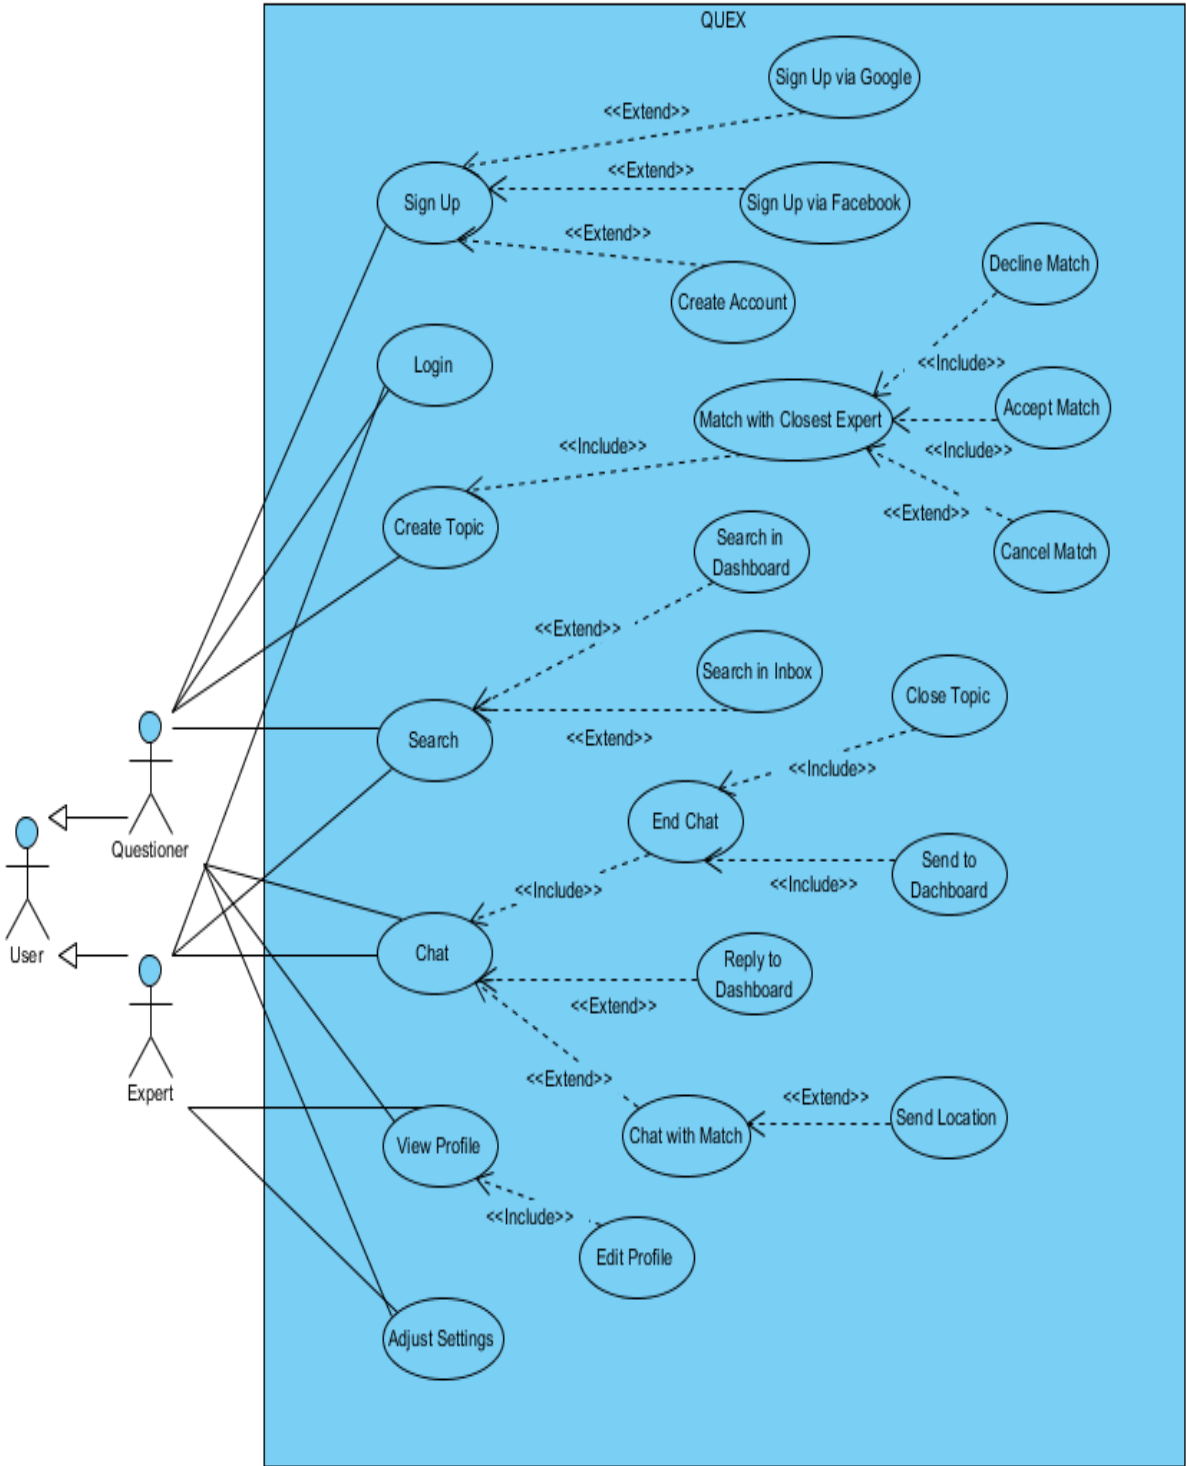 QUEX
Sign Up via Google
<<Extend>>
<<Extend>>
Sign Up
Sign Up via Facebook
<<Extend>>
Decline Match
Create Account
Login
<<Include>>
Accept Match
Match with Closest Expert
<<Include>>
<<Include>>
<<Extend>>
Create Topic
Search in
Dashboard
Cancel Match
<<Extend>>
Search in Inbox
Close Topic
Search
<<Extend>>
<<Include>>
End Chat
Questioner
Send to
Dachboard
<<Include>>
<<Include>>
User
Chat
Reply to
Dashboard
<<Extend>>
Expert
<<Extend>>
<<Extend>>
Send Location
Chat with Match
View Profile
<<Include>>
Edit Profile
Adjust Settings